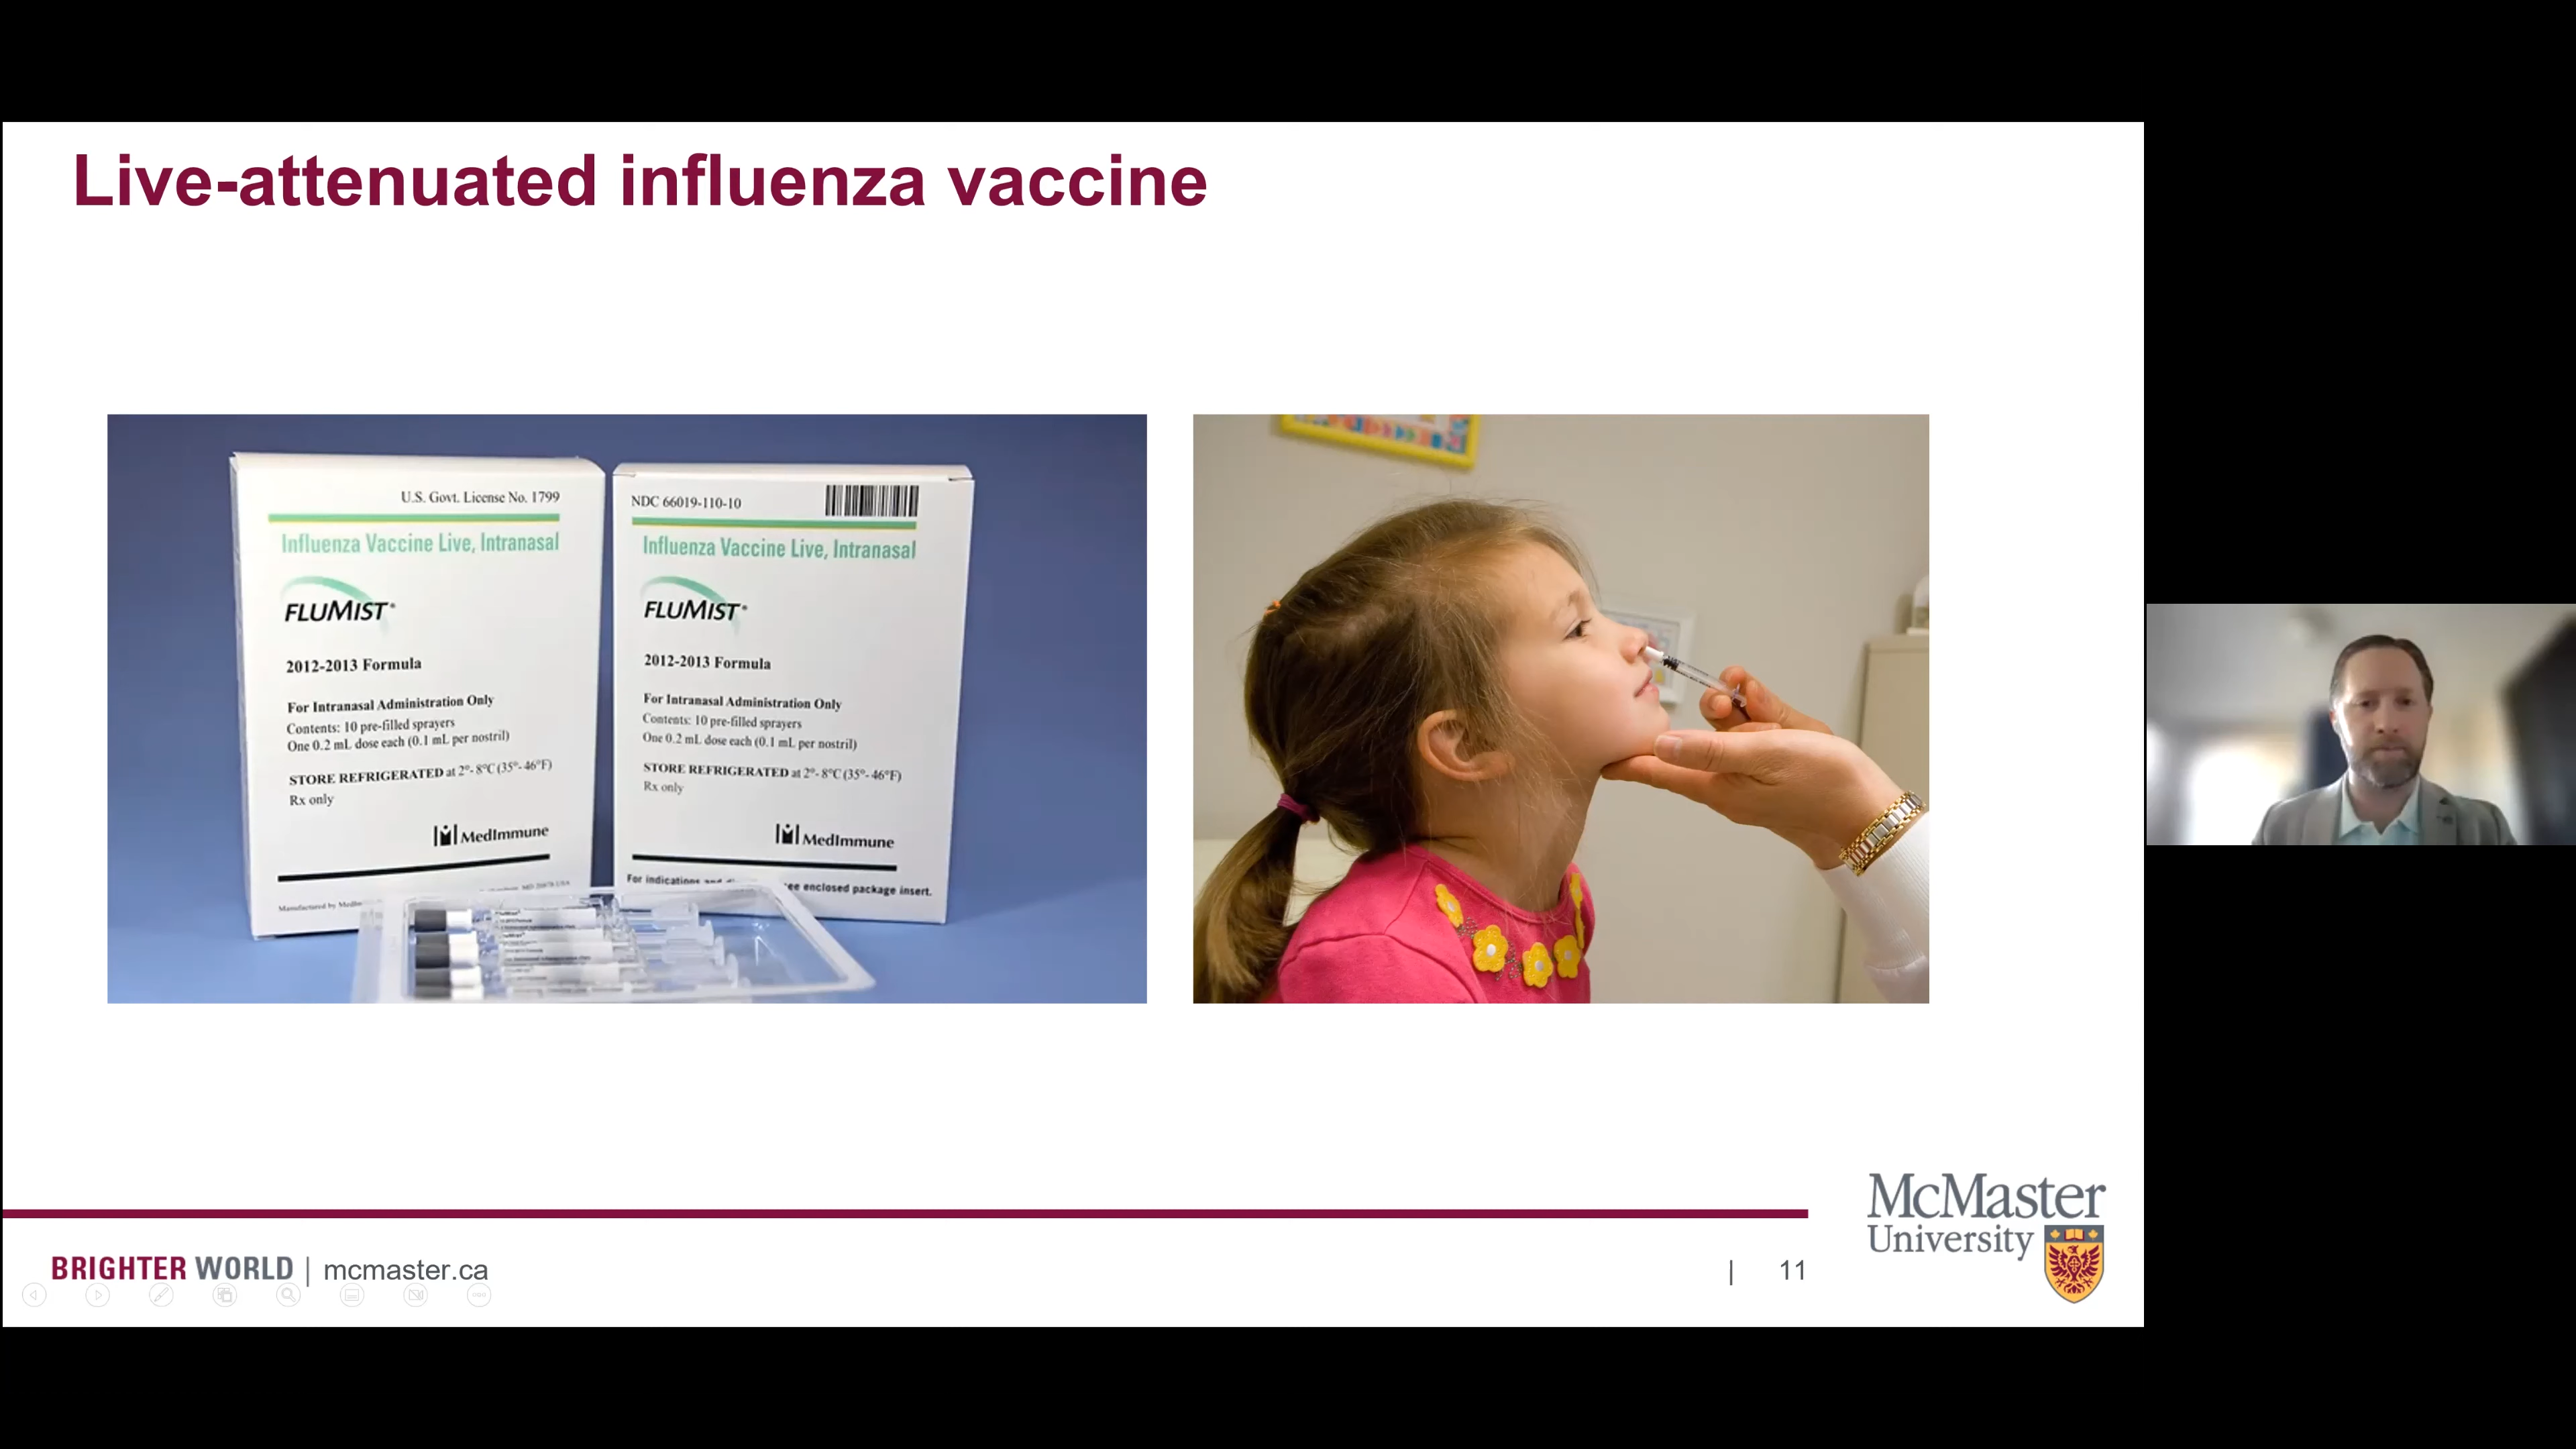 Live-attenuated influenza vaccine
U.S. Govt. License No. 1799
Influenza Vaccine Live, Intranasal
FLUMIST®
2012-2013 Formula
For Intranasal Administration Only
Contents: 10 pre-filled sprayers
One 0.2 mL dose each (0.1 mL per nostril)
STORE REFRIGERATED at 2°- 8°C (35°- 46°F)
Rx only
MedImmune
Manufactured by
NDC 66019-110-10
Influenza Vaccine Live, Intranasal
FLUMIST®
2012-2013 Formula
For Intranasal Administration Only
Contents: 10 pre-filled sprayers
One 0.2 mL dose each (0.1 mL per nostril)
STORE REFRIGERATED at 2°- 8°C (35°- 46°F)
Rx only
MedImmune
For indications enclosed package insert.
BRIGHTER WORLD | mcmaster.ca
| 11
McMaster
University